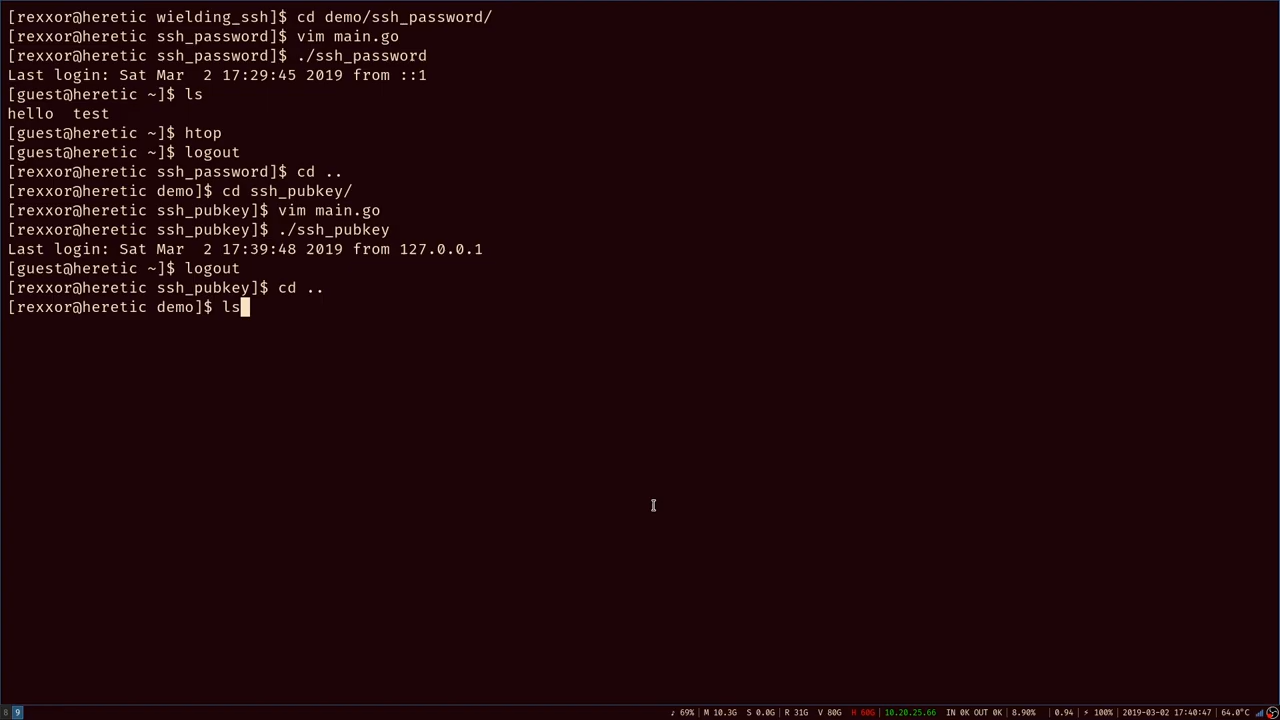 [rexxor@heretic wielding_ssh]$ cd demo/ssh_password/
[rexxor@heretic ssh_password]$ vim main.go
[rexxor@heretic ssh_password]$ ./ssh_password
Last login: Sat Mar  2 17:29:45 2019 from ::1
[guest@heretic ~]$ ls
hello  test
[guest@heretic ~]$ htop
[guest@heretic ~]$ logout
[rexxor@heretic ssh_password]$ cd ..
[rexxor@heretic demo]$ cd ssh_pubkey/
[rexxor@heretic ssh_pubkey]$ vim main.go
[rexxor@heretic ssh_pubkey]$ ./ssh_pubkey
Last login: Sat Mar  2 17:39:48 2019 from 127.0.0.1
[guest@heretic ~]$ logout
[rexxor@heretic ssh_pubkey]$ cd ..
[rexxor@heretic demo]$ ls
8 9 ♪ 69% | M 10.3G | S 0.0G | R 31G | V 80G | H 60G | 10.20.25.66 | IN 0K OUT 0K | 8.90% | 0.94 | ⚡ 100% | 2019-03-02 17:40:47 | 64.0°C